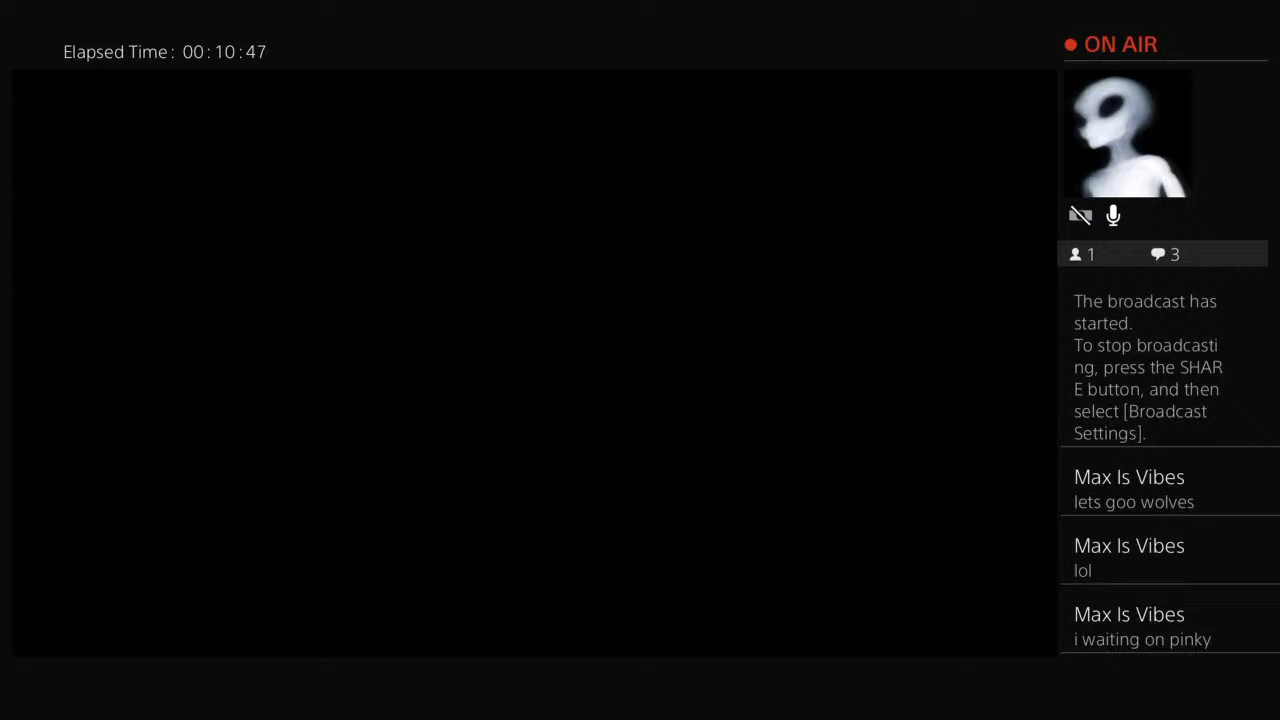 Elapsed Time: 00:10:47
ON AIR
1 3
The broadcast has
started.
To stop broadcasti
ng, press the SHAR
E button, and then
select [Broadcast
Settings].
Max Is Vibes
lets goo wolves
Max Is Vibes
lol
Max Is Vibes
i waiting on pinky